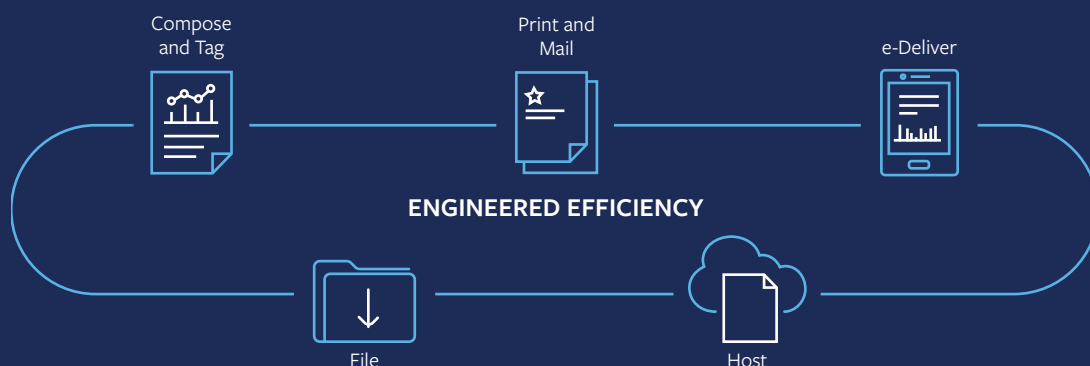 Compose
and Tag
Print and
Mail
e-Deliver
ENGINEERED EFFICIENCY
File
Host